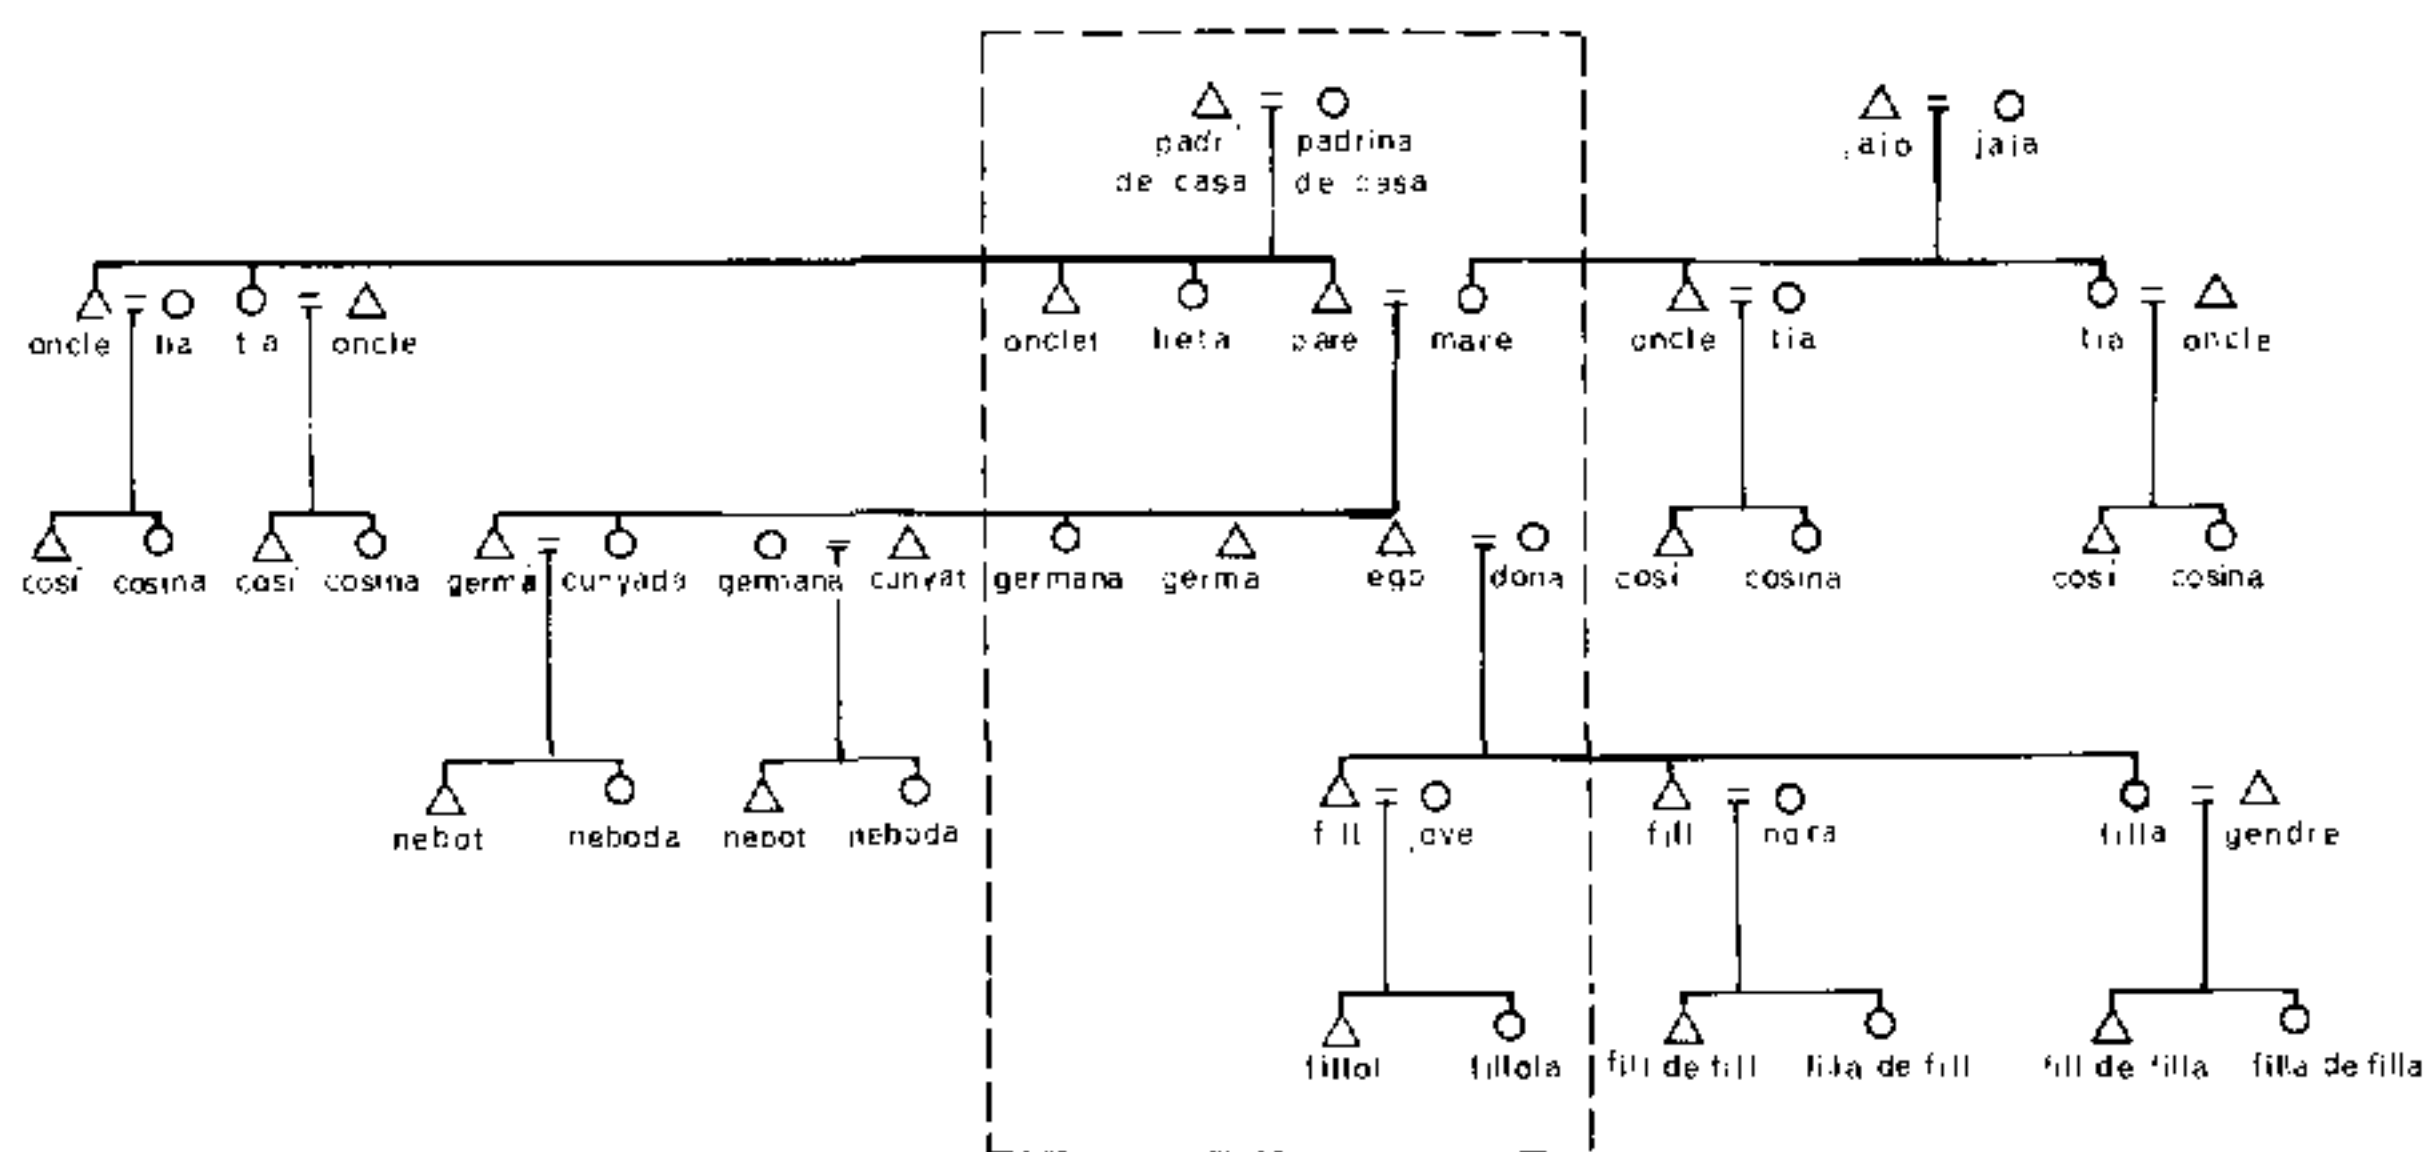 padrina
jaia
de casa
de casa
oncle
tia
tia
oncle
onclet
tieta
pare
mare
oncle
tia
tia
oncle
cosí
cosina
cosí
cosina
germà
cunyada
germana
cunyat
germana
germà
ego
dona
cosí
cosina
cosí
cosina
nebot
neboda
nebot
neboda
fill
jove
fill
nora
filla
gendre
fillol
fillola
fill de fill
filla de fill
fill de filla
filla de filla